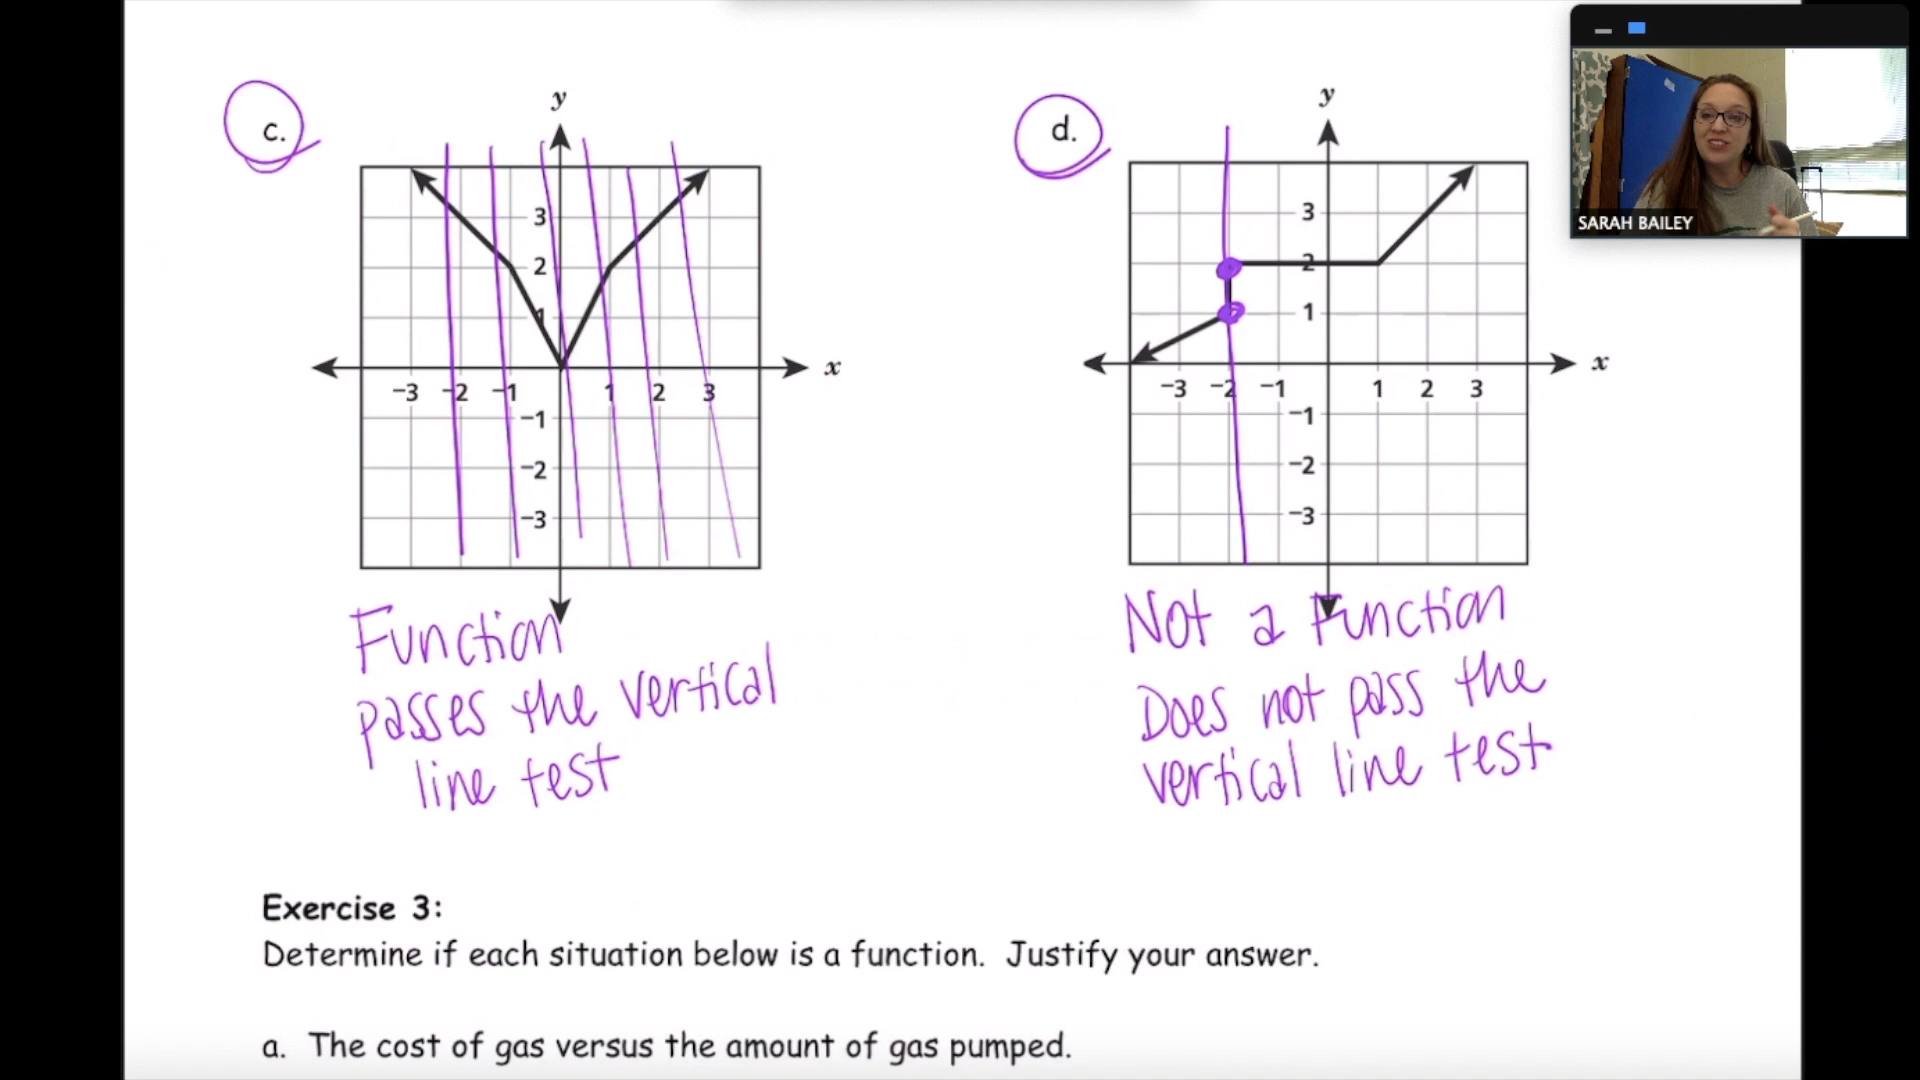 c.
y
3
2
1
x
−3 −2 −1 1 2 3
−1
−2
−3
Function
passes the vertical
line test
d.
y
3
2
1
x
−3 −2 −1 1 2 3
−1
−2
−3
Not a Function
Does not pass the
vertical line test
SARAH BAILEY
Exercise 3:
Determine if each situation below is a function. Justify your answer.
a. The cost of gas versus the amount of gas pumped.